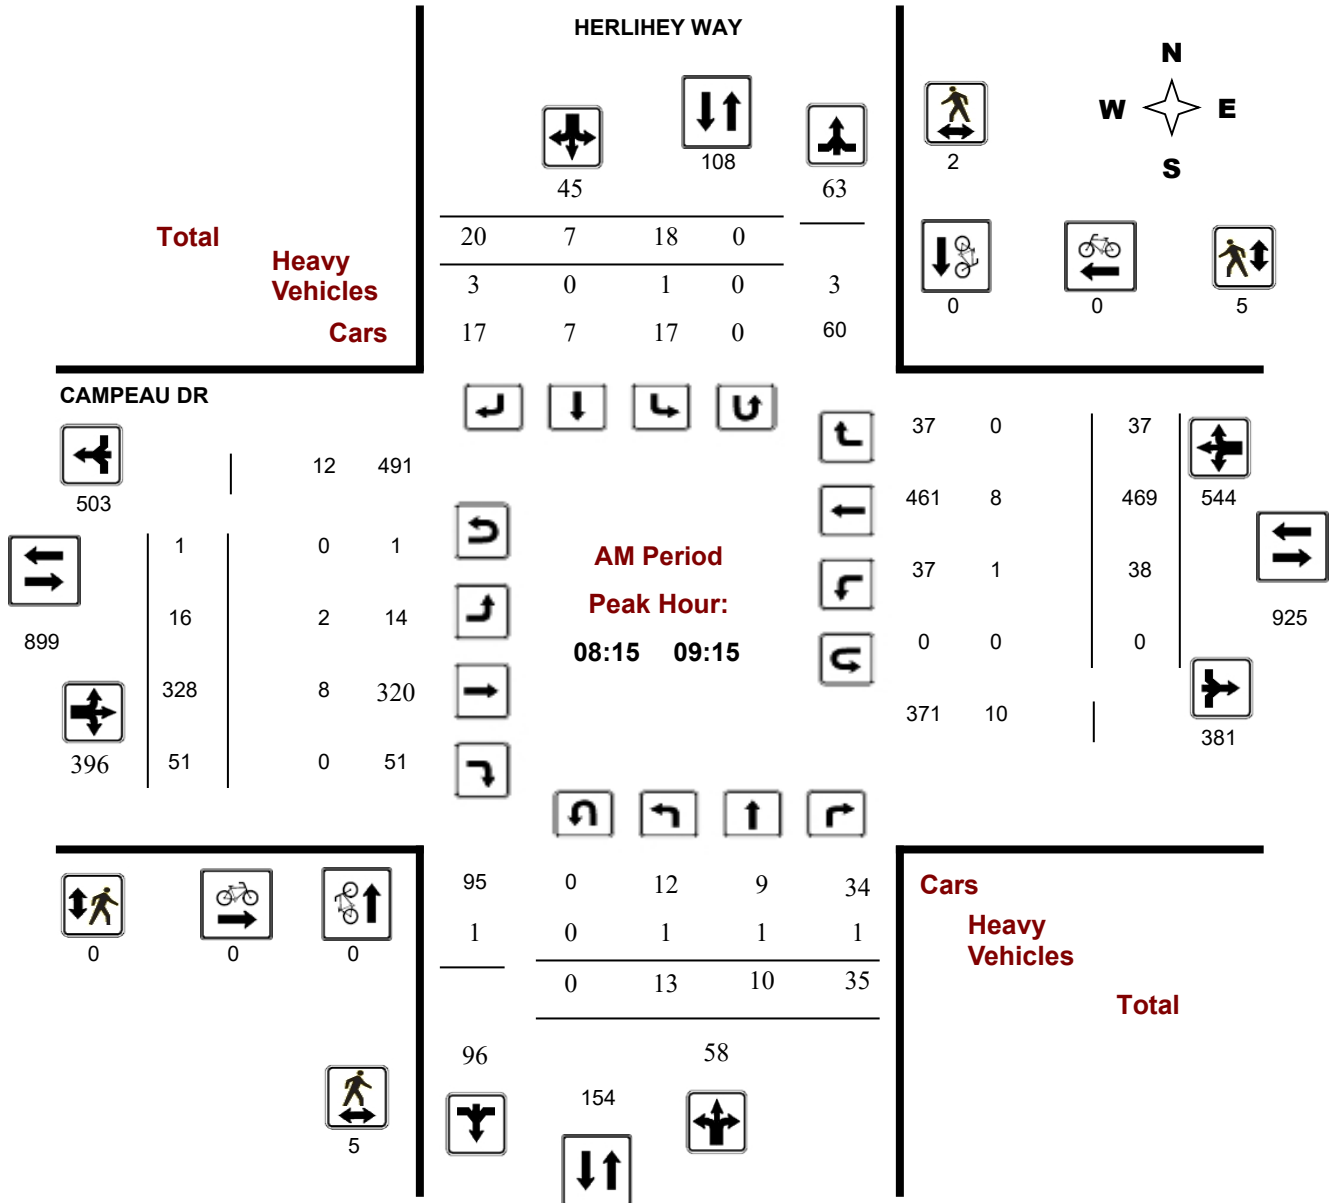 HERLIHEY WAY
N
W E
S
108
2
45
63
Total
20 7 18 0
Heavy
Vehicles
3 0 1 0 3
0 0 5
Cars
17 7 17 0 60
CAMPEAU DR
37 0 37
12 491
503
461 8 469 544
1 0 1
AM Period
37 1 38
16 2 14
Peak Hour:
925
899
08:15 09:15
0 0 0
328 8 320
371 10
381
396 51 0 51
95 0 12 9 34
Cars
1 0 1 1 1
Heavy
Vehicles
0 0 0
0 13 10 35
Total
96 58
154
5